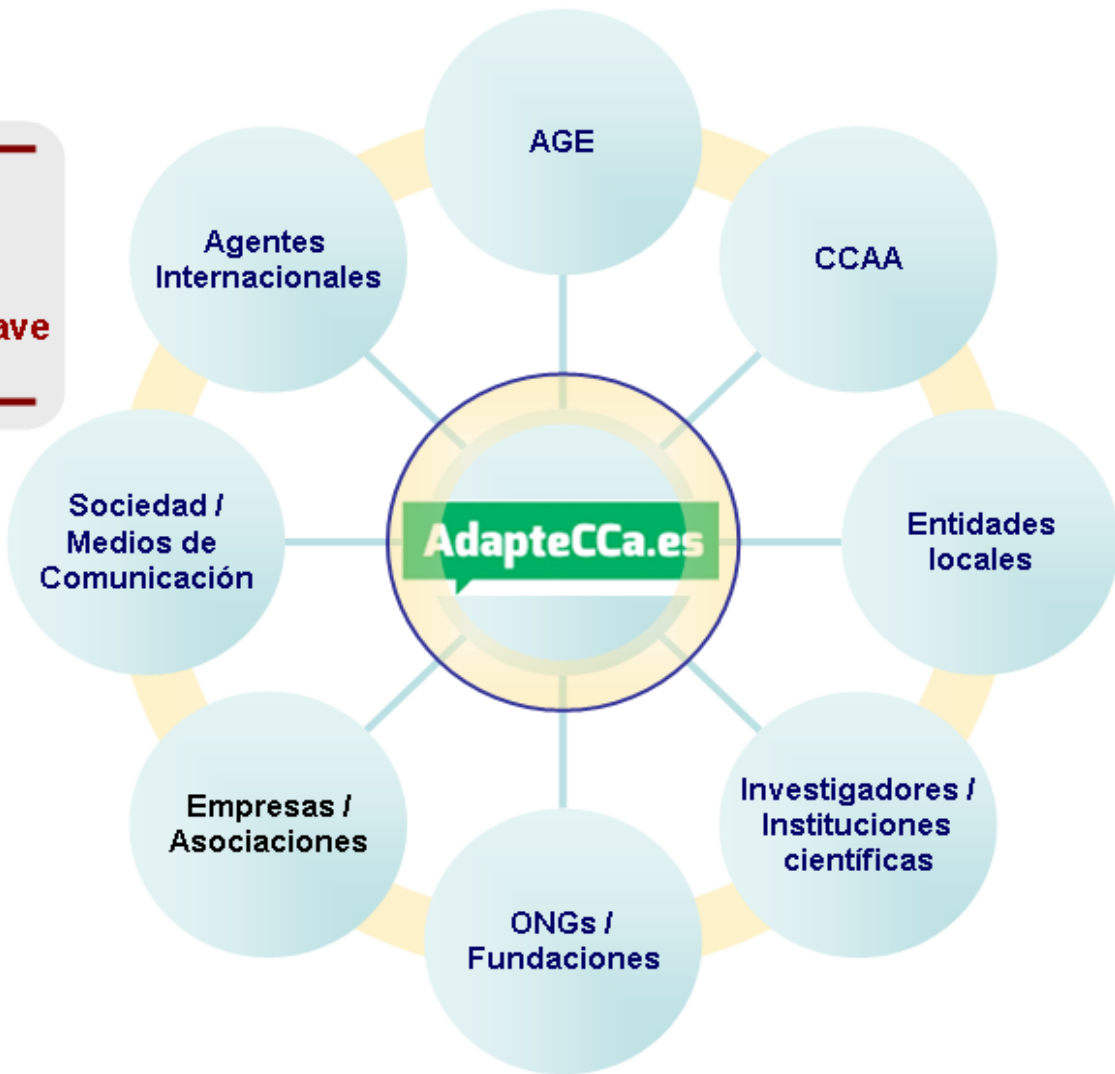 AGE
CCAA
Entidades
locales
Investigadores /
Instituciones
científicas
ONGs /
Fundaciones
Empresas /
Asociaciones
Sociedad /
Medios de
Comunicación
Agentes
Internacionales
AdapteCCa.es
ave